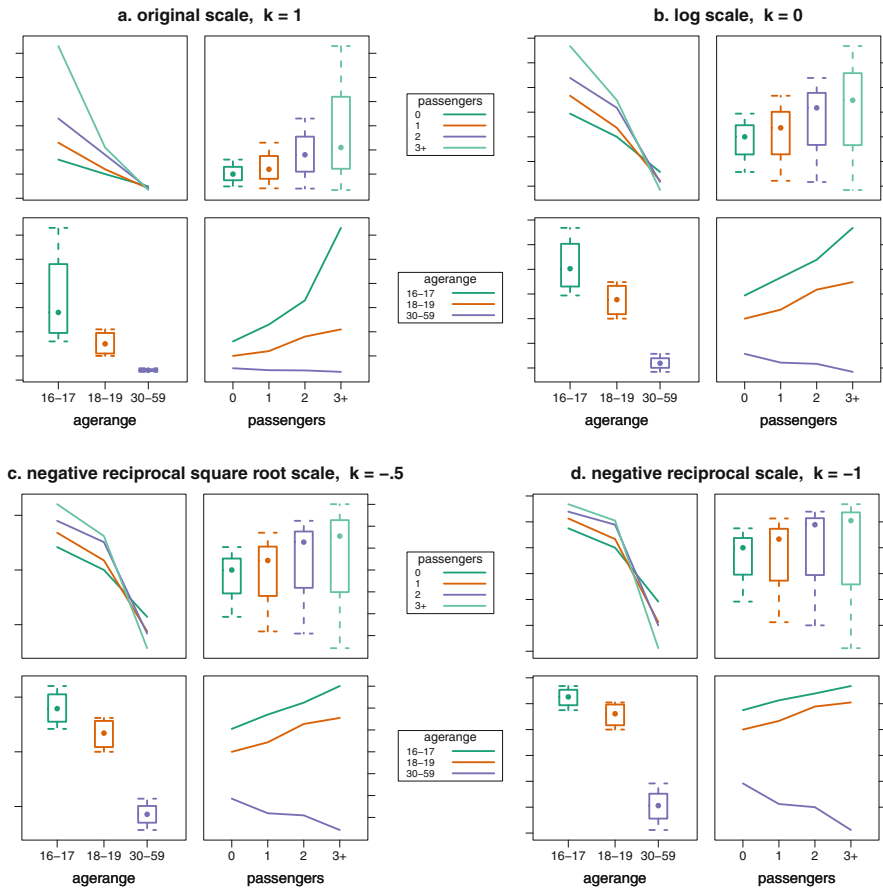 a. original scale, k = 1
passengers
0
1
2
3+
agerange
16–17
18–19
30–59
16–17 18–19 30–59
agerange
0 1 2 3+
passengers
b. log scale, k = 0
16–17 18–19 30–59
agerange
0 1 2 3+
passengers
c. negative reciprocal square root scale, k = –.5
passengers
0
1
2
3+
agerange
16–17
18–19
30–59
16–17 18–19 30–59
agerange
0 1 2 3+
passengers
d. negative reciprocal scale, k = –1
16–17 18–19 30–59
agerange
0 1 2 3+
passengers